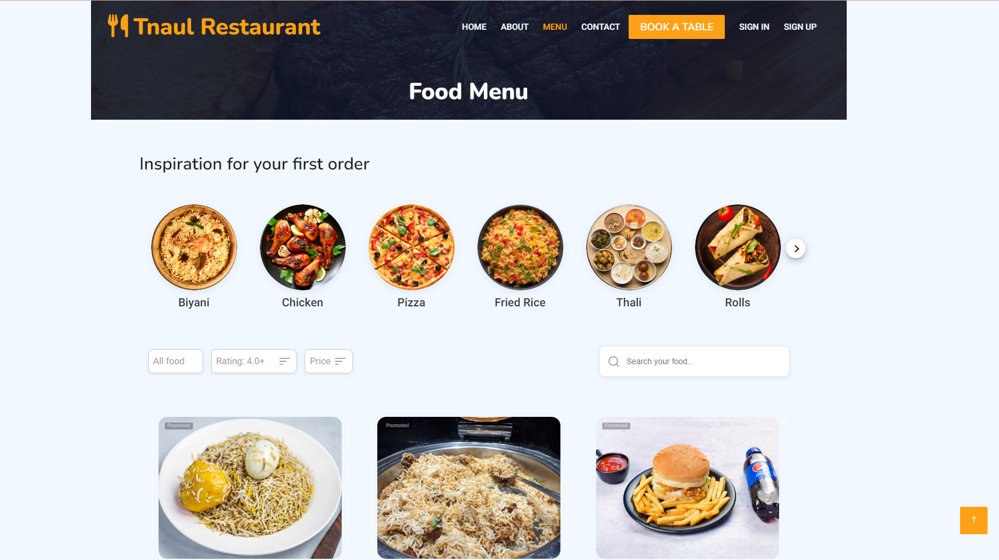 Tnaul Restaurant
HOME ABOUT MENU CONTACT BOOK A TABLE SIGN IN SIGN UP
Food Menu
Inspiration for your first order
Biyani Chicken Pizza Fried Rice Thali Rolls
All food Rating: 4.0+ Price Search your food...
Promoted Promoted Promoted
pepsi